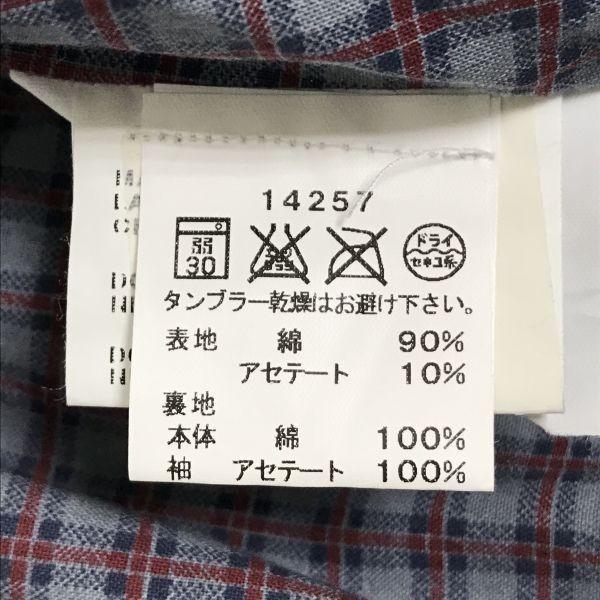 14257
弱 ドライ
30 セキユ系
タンブラー乾燥はお避け下さい。
表地 綿 90%
アセテート 10%
裏地
本体 綿 100%
袖 アセテート 100%